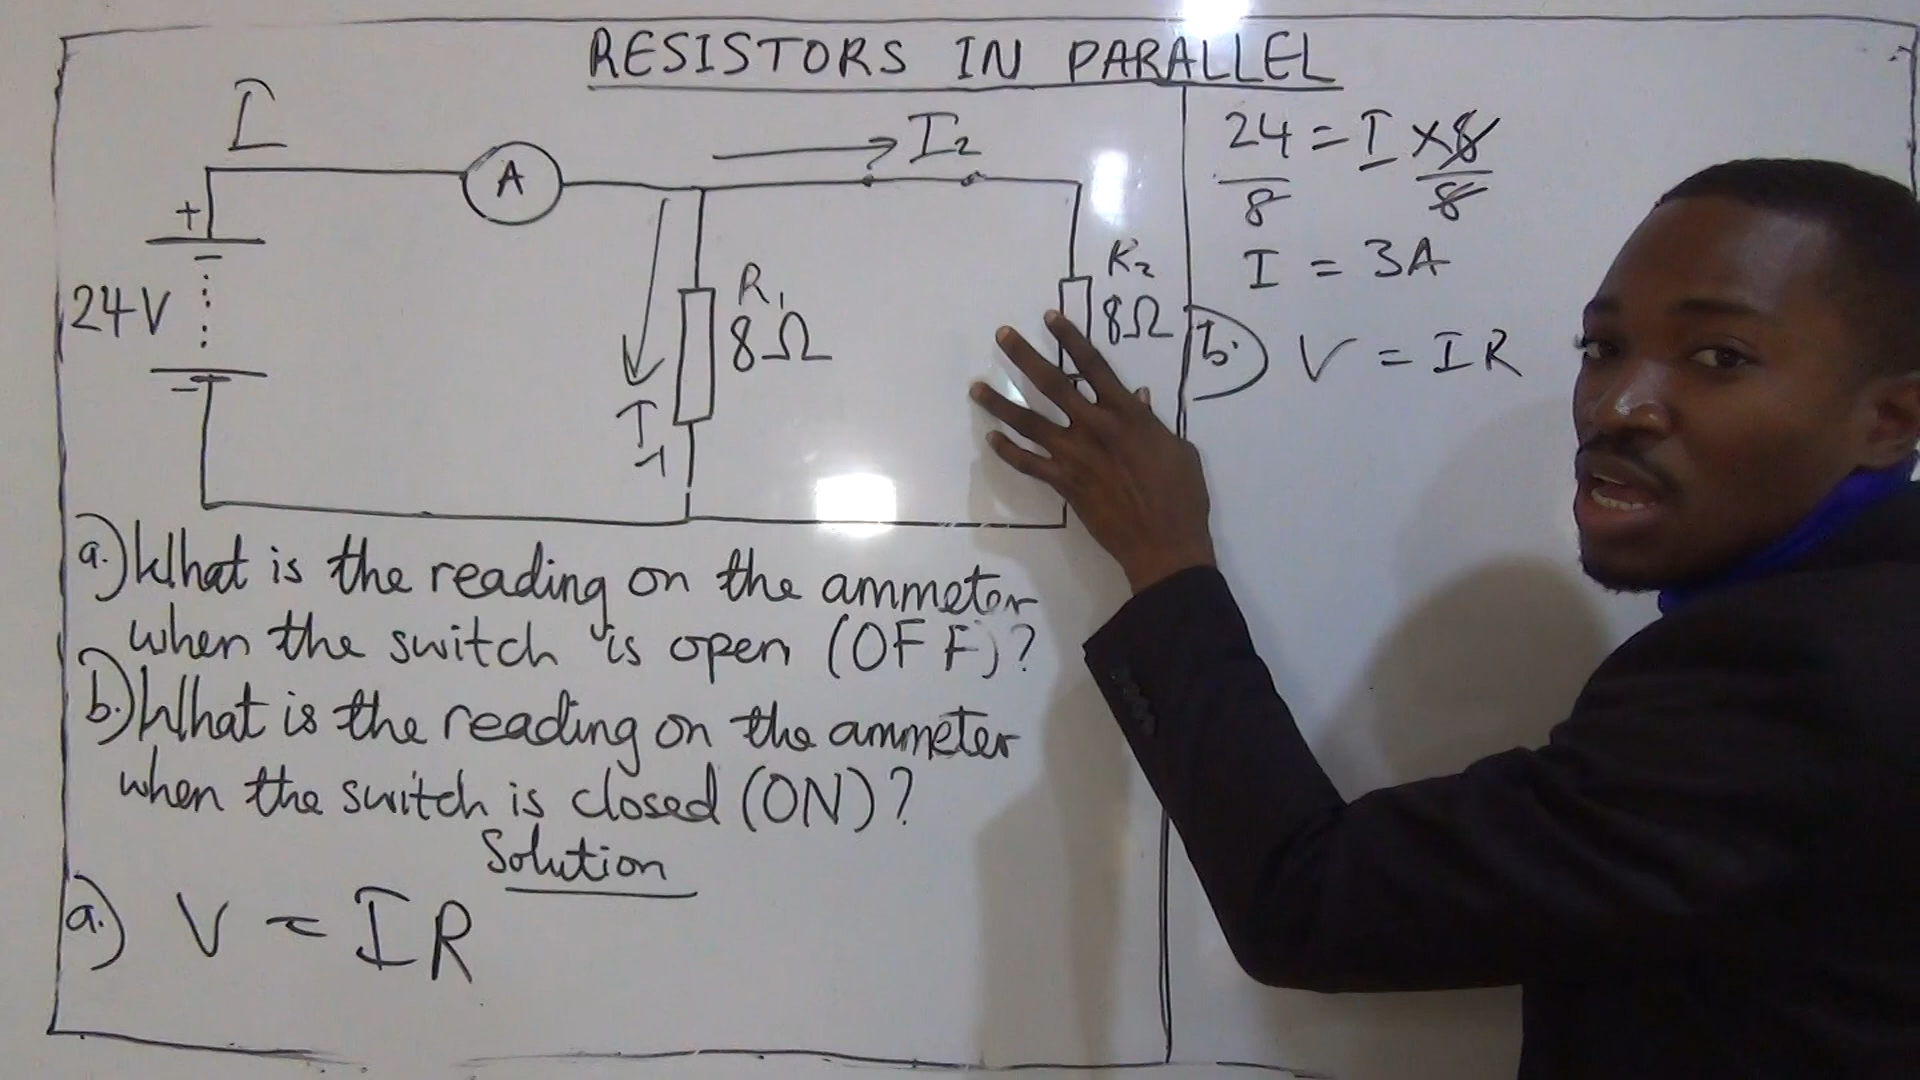 RESISTORS IN PARALLEL
I
A
I₂
+
24V
-
R₁
8Ω
I₁
R₂
8Ω
a.) What is the reading on the ammeter
when the switch is open (OFF)?
b.) What is the reading on the ammeter
when the switch is closed (ON)?
Solution
a.) V = IR
24 = I × 8
8 8
I = 3A
b.) V = IR